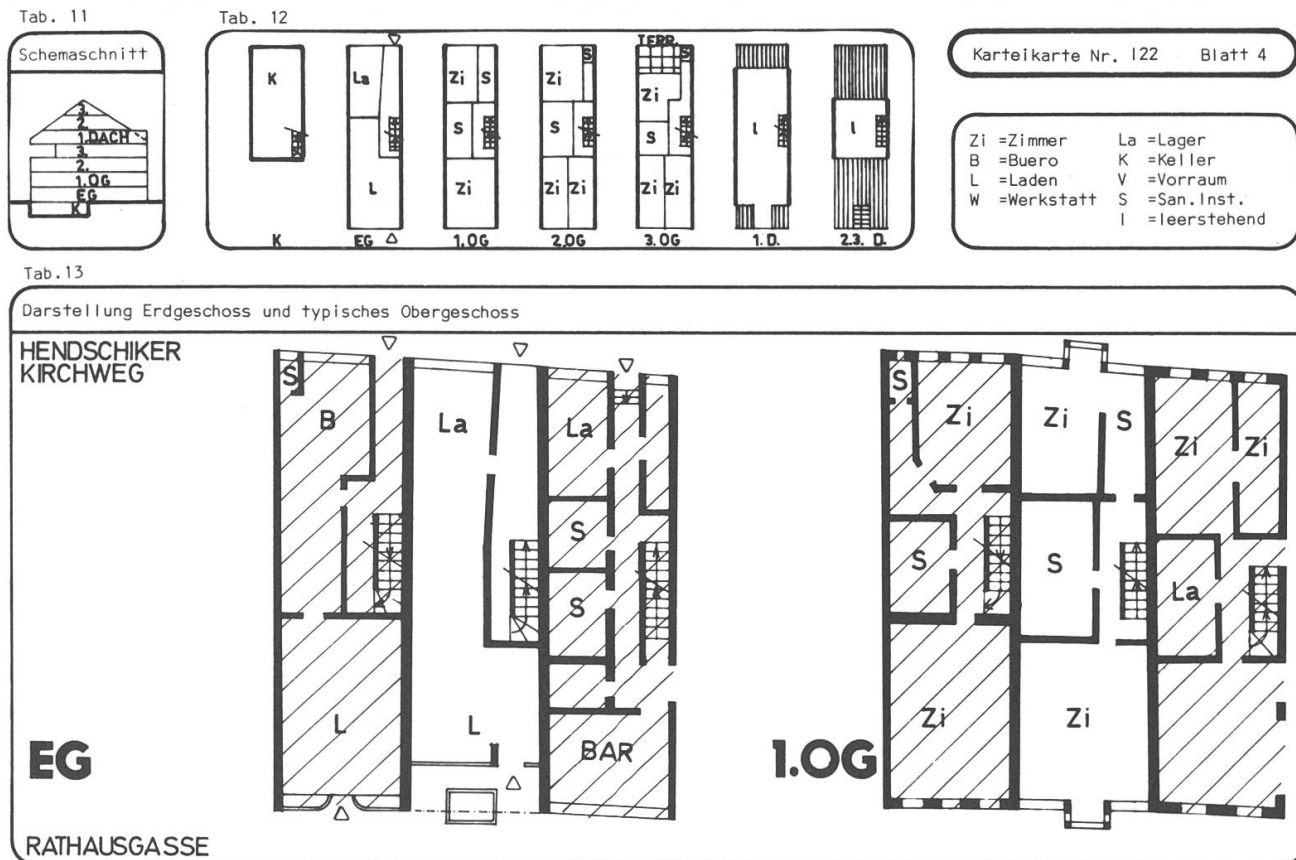 Tab. 11
Schemaschnitt
3.
2.
1.DACH
3.
2.
1.OG
EG
K
Tab. 12
K
La
L
Zi S
S
Zi
S
Zi
S
Zi Zi
TERR.
S
Zi
S
Zi Zi
l
l
K EG 1.OG 2.OG 3.OG 1. D. 2.3. D.
Karteikarte Nr. 122 Blatt 4
Zi =Zimmer La =Lager
B =Buero K =Keller
L =Laden V =Vorraum
W =Werkstatt S =San.Inst.
l =leerstehend
Tab.13
Darstellung Erdgeschoss und typisches Obergeschoss
HENDSCHIKER
KIRCHWEG
S
B La La
S
S
L L BAR
EG
S Zi Zi S Zi Zi
S S La
Zi Zi
1.OG
RATHAUSGASSE